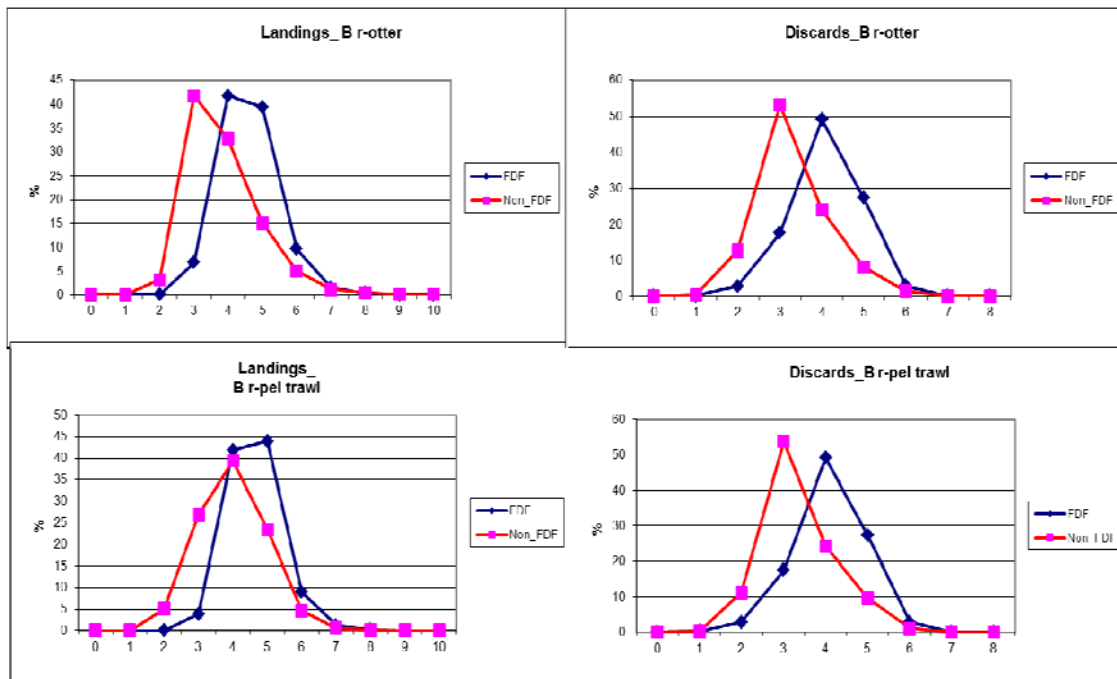 Landings_B r-otter
45
40
35
30
25
20
15
10
5
0
%
0 1 2 3 4 5 6 7 8 9 10
FDF
Non_FDF
Discards_B r-otter
60
50
40
30
20
10
0
%
0 1 2 3 4 5 6 7 8
FDF
Non_FDF
Landings_
B r-pel trawl
50
45
40
35
30
25
20
15
10
5
0
%
0 1 2 3 4 5 6 7 8 9 10
FDF
Non_FDF
Discards_B r-pel trawl
60
50
40
30
20
10
0
%
0 1 2 3 4 5 6 7 8
FDF
Non_FDF